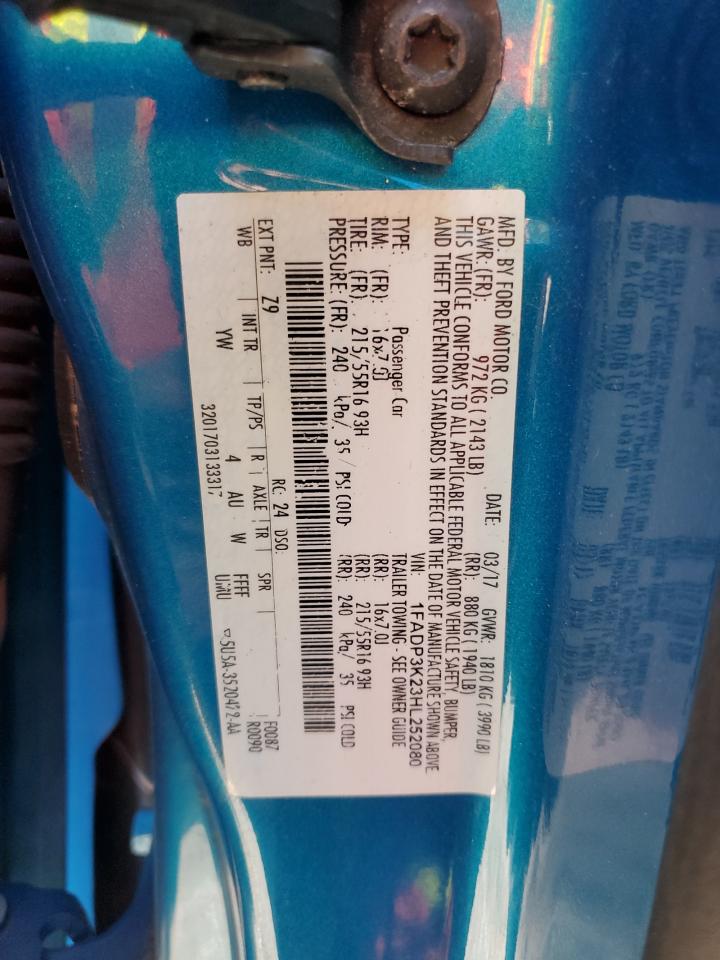 MFD. BY FORD MOTOR CO.
DATE: 03/17 GVWR: 1810 KG ( 3990 LB)
GAWR: (FR): 972 KG ( 2143 LB) (RR): 880 KG ( 1940 LB)
THIS VEHICLE CONFORMS TO ALL APPLICABLE FEDERAL MOTOR VEHICLE SAFETY, BUMPER,
AND THEFT PREVENTION STANDARDS IN EFFECT ON THE DATE OF MANUFACTURE SHOWN ABOVE
VIN: 1FADP3K23HL252080
TYPE: Passenger Car TRAILER TOWING - SEE OWNER GUIDE
RIM: (FR): 16x7.0J (RR): 16x7.0J
TIRE: (FR): 215/55R16 93H (RR): 215/55R16 93H
PRESSURE: (FR): 240 kPa/ 35 PSI COLD (RR): 240 kPa/ 35 PSI COLD
F0087
R0090
EXT PNT: Z9 RC: 24 DSO:
WB INT TR TP/PS R AXLE TR SPR
YW 4 AU W FFFF
3201703133317 5U5A-3520472-AA